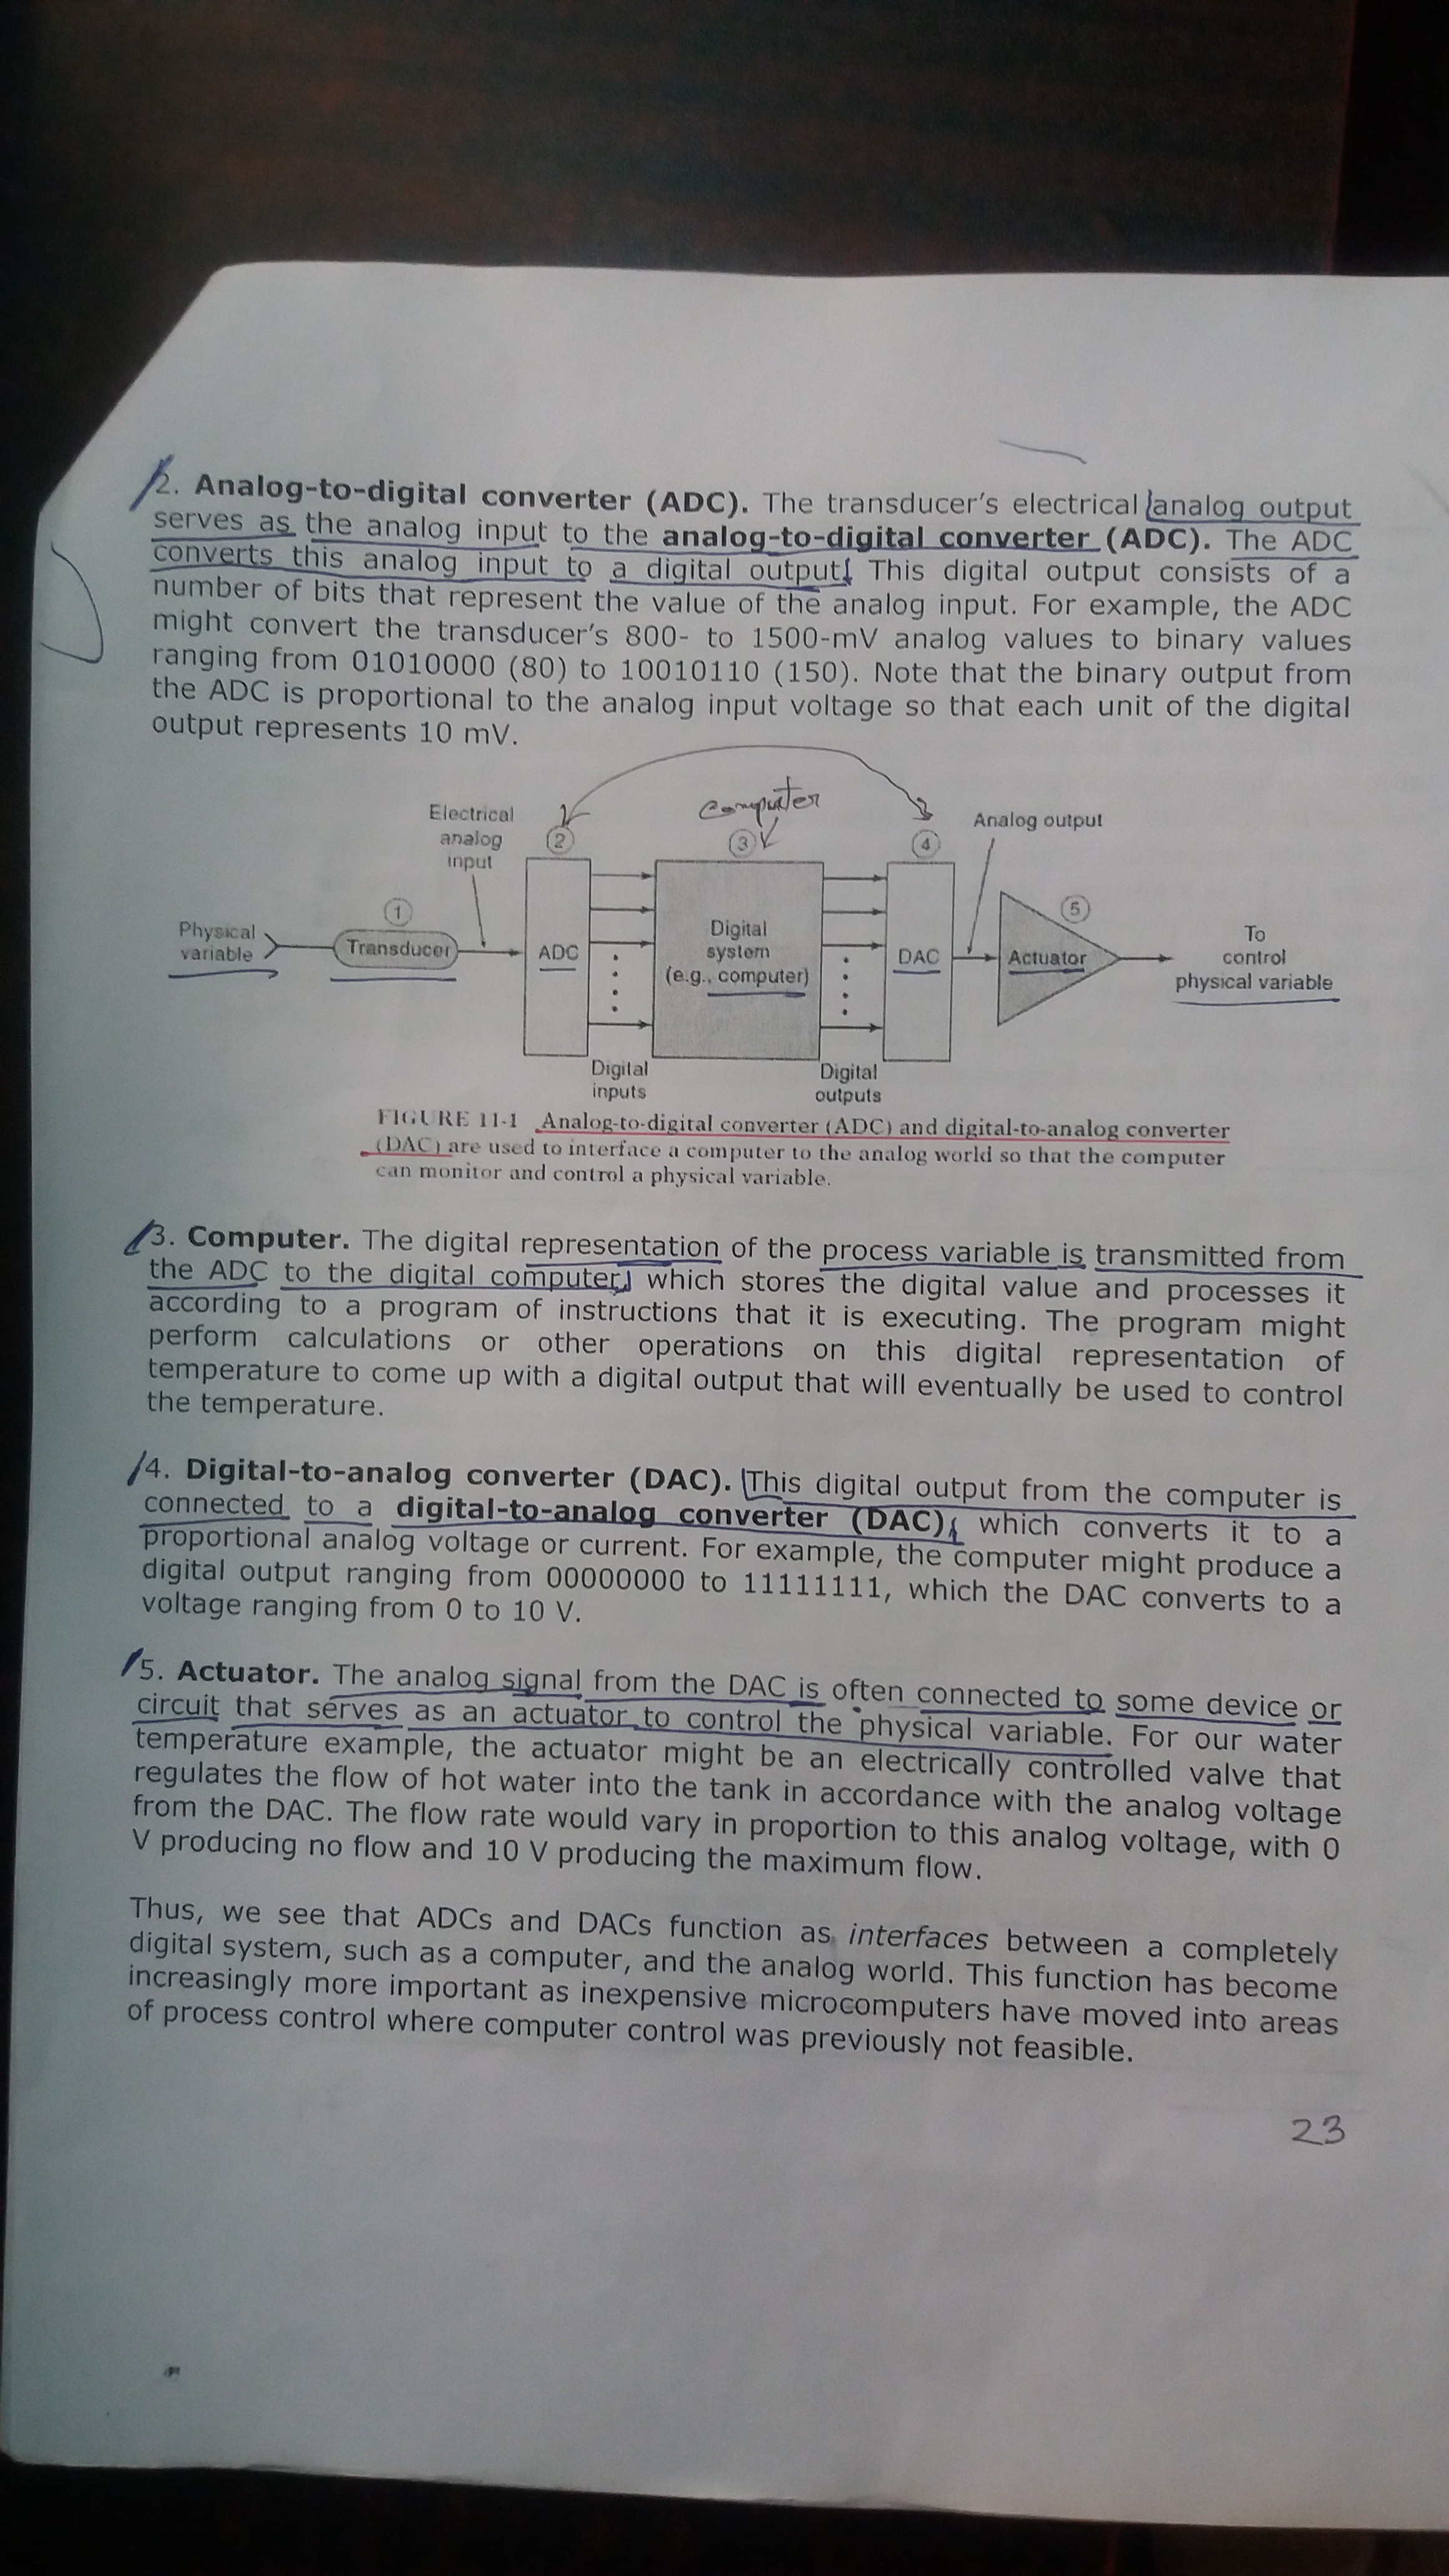 2. Analog-to-digital converter (ADC). The transducer's electrical analog output
serves as the analog input to the analog-to-digital converter (ADC). The ADC
converts this analog input to a digital output. This digital output consists of a
number of bits that represent the value of the analog input. For example, the ADC
might convert the transducer's 800- to 1500-mV analog values to binary values
ranging from 01010000 (80) to 10010110 (150). Note that the binary output from
the ADC is proportional to the analog input voltage so that each unit of the digital
output represents 10 mV.
Computer
Electrical
analog
input
2
3
4
Analog output
Physical
variable
1
Transducer
ADC
Digital
system
(e.g., computer)
DAC
5
Actuator
To
control
physical variable
Digital
inputs
Digital
outputs
FIGURE 11-1 Analog-to-digital converter (ADC) and digital-to-analog converter
(DAC) are used to interface a computer to the analog world so that the computer
can monitor and control a physical variable.
3. Computer. The digital representation of the process variable is transmitted from
the ADC to the digital computer, which stores the digital value and processes it
according to a program of instructions that it is executing. The program might
perform calculations or other operations on this digital representation of
temperature to come up with a digital output that will eventually be used to control
the temperature.
4. Digital-to-analog converter (DAC). This digital output from the computer is
connected to a digital-to-analog converter (DAC), which converts it to a
proportional analog voltage or current. For example, the computer might produce a
digital output ranging from 00000000 to 11111111, which the DAC converts to a
voltage ranging from 0 to 10 V.
5. Actuator. The analog signal from the DAC is often connected to some device or
circuit that serves as an actuator to control the physical variable. For our water
temperature example, the actuator might be an electrically controlled valve that
regulates the flow of hot water into the tank in accordance with the analog voltage
from the DAC. The flow rate would vary in proportion to this analog voltage, with 0
V producing no flow and 10 V producing the maximum flow.
Thus, we see that ADCs and DACs function as interfaces between a completely
digital system, such as a computer, and the analog world. This function has become
increasingly more important as inexpensive microcomputers have moved into areas
of process control where computer control was previously not feasible.
23